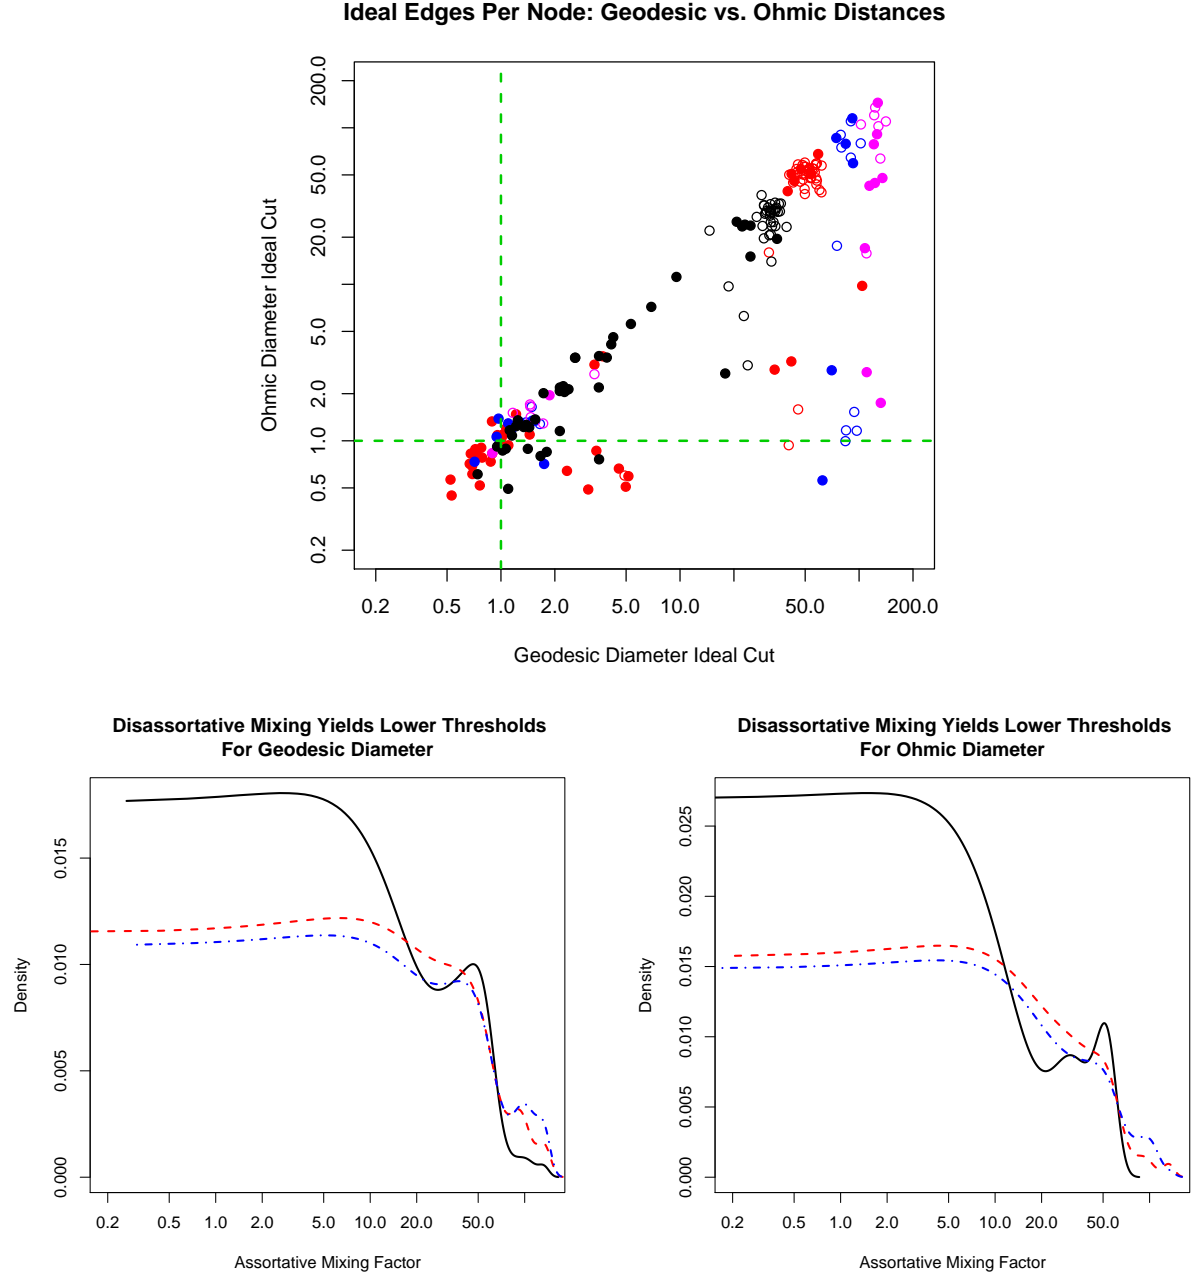 Ideal Edges Per Node: Geodesic vs. Ohmic Distances
Ohmic Diameter Ideal Cut
200.0
50.0
20.0
5.0
2.0
1.0
0.5
0.2
0.2 0.5 1.0 2.0 5.0 10.0 50.0 200.0
Geodesic Diameter Ideal Cut
Disassortative Mixing Yields Lower Thresholds
For Geodesic Diameter
Density
0.015
0.010
0.005
0.000
0.2 0.5 1.0 2.0 5.0 10.0 20.0 50.0
Assortative Mixing Factor
Disassortative Mixing Yields Lower Thresholds
For Ohmic Diameter
Density
0.025
0.020
0.015
0.010
0.005
0.000
0.2 0.5 1.0 2.0 5.0 10.0 20.0 50.0
Assortative Mixing Factor